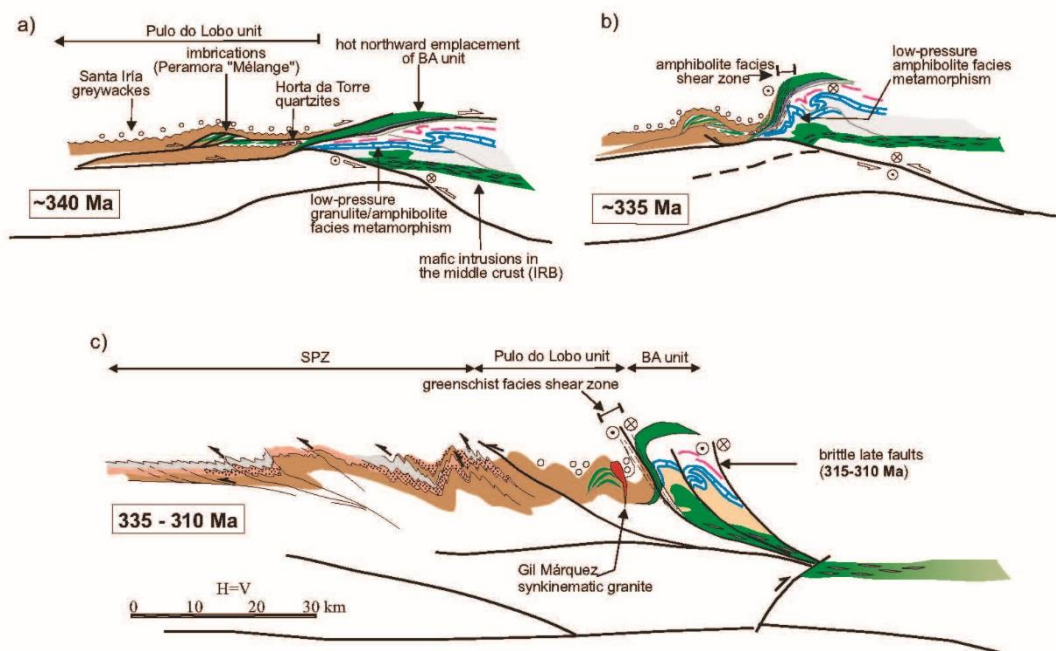 a)
Pulo do Lobo unit
imbrications
(Peramora "Mélange")
hot northward emplacement
of BA unit
Santa Iría
greywackes
Horta da Torre
quartzites
~340 Ma
low-pressure
granulite/amphibolite
facies metamorphism
mafic intrusions in
the middle crust (IRB)
b)
amphibolite facies
shear zone
low-pressure
amphibolite facies
metamorphism
~335 Ma
c)
SPZ
Pulo do Lobo unit
BA unit
greenschist facies shear zone
brittle late faults
(315-310 Ma)
335 - 310 Ma
Gil Márquez
synkinematic granite
H=V
0 10 20 30 km